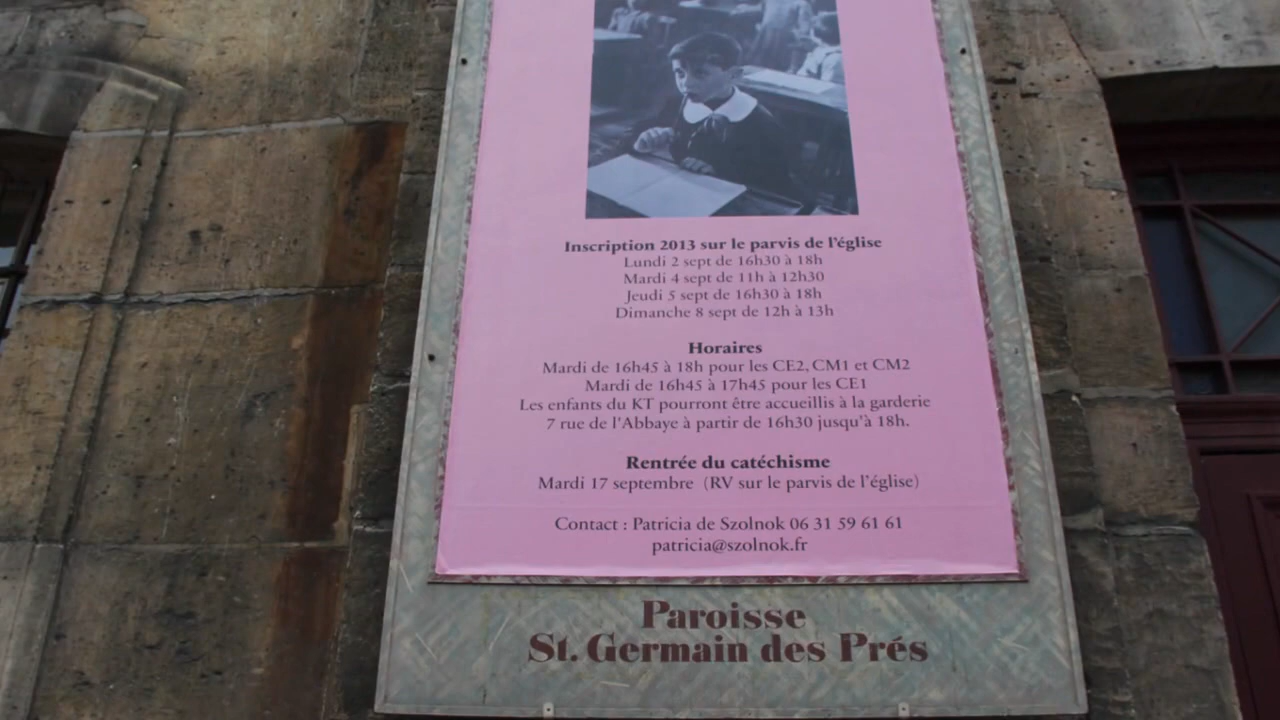 Inscription 2013 sur le parvis de l'église
Lundi 2 sept de 16h30 à 18h
Mardi 4 sept de 11h à 12h30
Jeudi 5 sept de 16h30 à 18h
Dimanche 8 sept de 12h à 13h
Horaires
Mardi de 16h45 à 18h pour les CE2, CM1 et CM2
Mardi de 16h45 à 17h45 pour les CE1
Les enfants du KT pourront être accueillis à la garderie
7 rue de l'Abbaye à partir de 16h30 jusqu'à 18h.
Rentrée du catéchisme
Mardi 17 septembre (RV sur le parvis de l'église)
Contact : Patricia de Szolnok 06 31 59 61 61
patricia@szolnok.fr
Paroisse
St. Germain des Prés